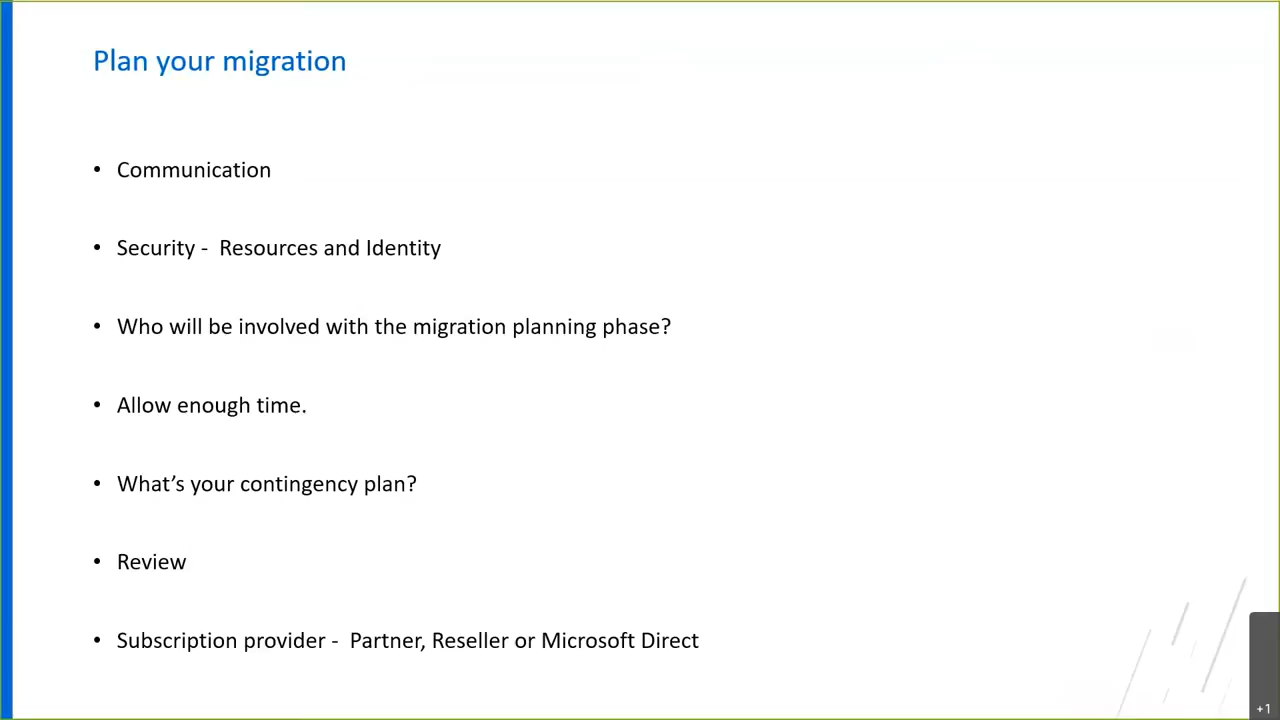 Plan your migration
• Communication
• Security -  Resources and Identity
• Who will be involved with the migration planning phase?
• Allow enough time.
• What’s your contingency plan?
• Review
• Subscription provider -  Partner, Reseller or Microsoft Direct
+1